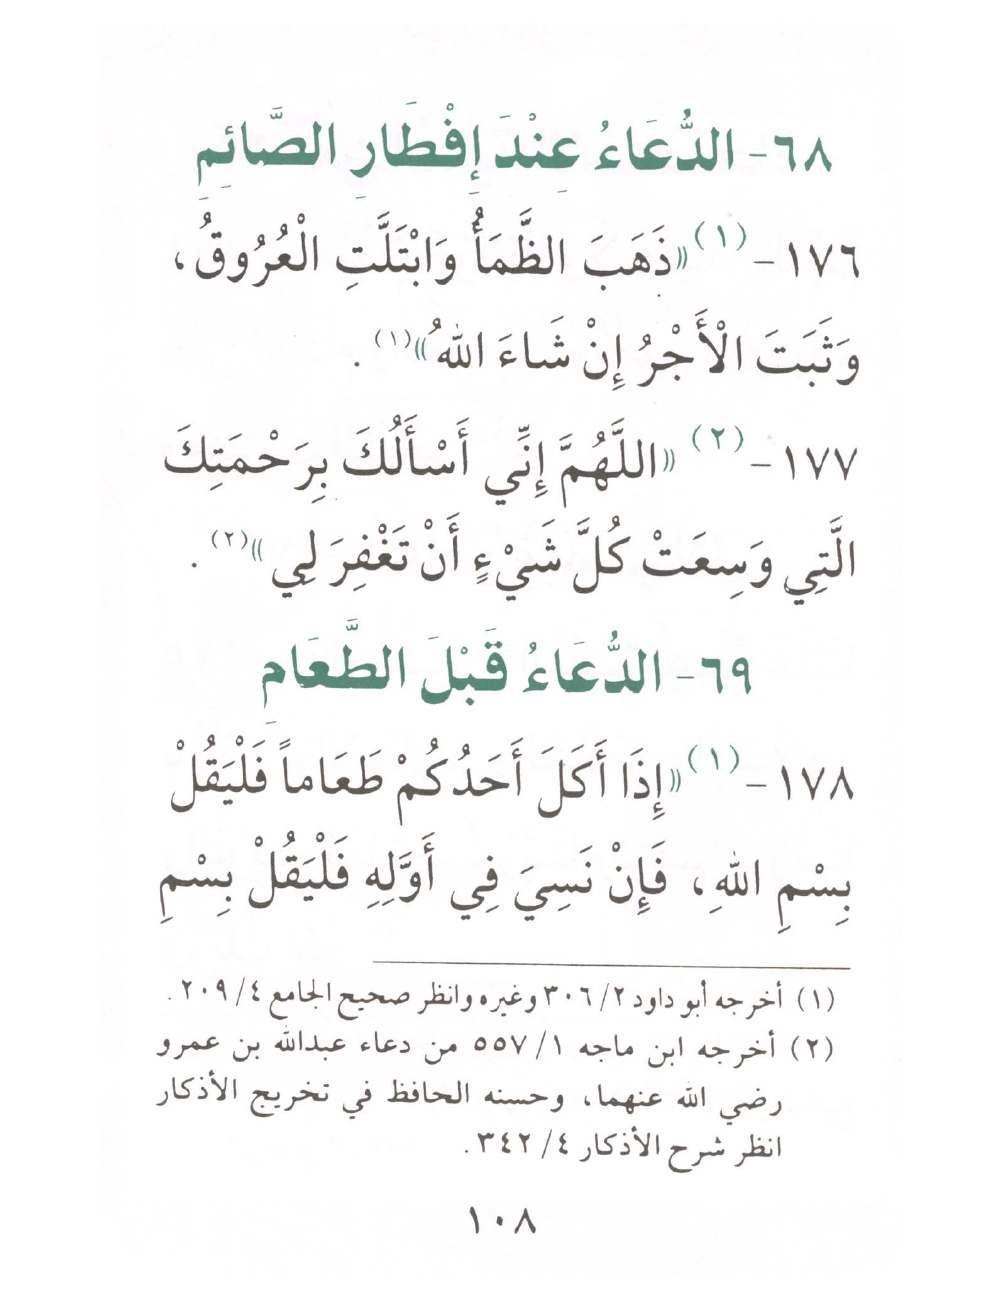 ٦٨- الدُّعَاءُ عِنْدَ إِفْطَارِ الصَّائِمِ
١٧٦-(١) «ذَهَبَ الظَّمَأُ وَابْتَلَّتِ الْعُرُوقُ،
وَثَبَتَ الْأَجْرُ إِنْ شَاءَ اللهُ»(١).
١٧٧-(٢) «اللَّهُمَّ إِنِّي أَسْأَلُكَ بِرَحْمَتِكَ
الَّتِي وَسِعَتْ كُلَّ شَيْءٍ أَنْ تَغْفِرَ لِي»(٢).
٦٩- الدُّعَاءُ قَبْلَ الطَّعَامِ
١٧٨-(١) «إِذَا أَكَلَ أَحَدُكُمْ طَعَاماً فَلْيَقُلْ
بِسْمِ اللهِ، فَإِنْ نَسِيَ فِي أَوَّلِهِ فَلْيَقُلْ بِسْمِ
(١) أخرجه أبو داود ٢/ ٣٠٦ وغيره وانظر صحيح الجامع ٤/ ٢٠٩.
(٢) أخرجه ابن ماجه ١/ ٥٥٧ من دعاء عبدالله بن عمرو
رضي الله عنهما، وحسنه الحافظ في تخريج الأذكار
انظر شرح الأذكار ٤/ ٣٤٢.
١٠٨